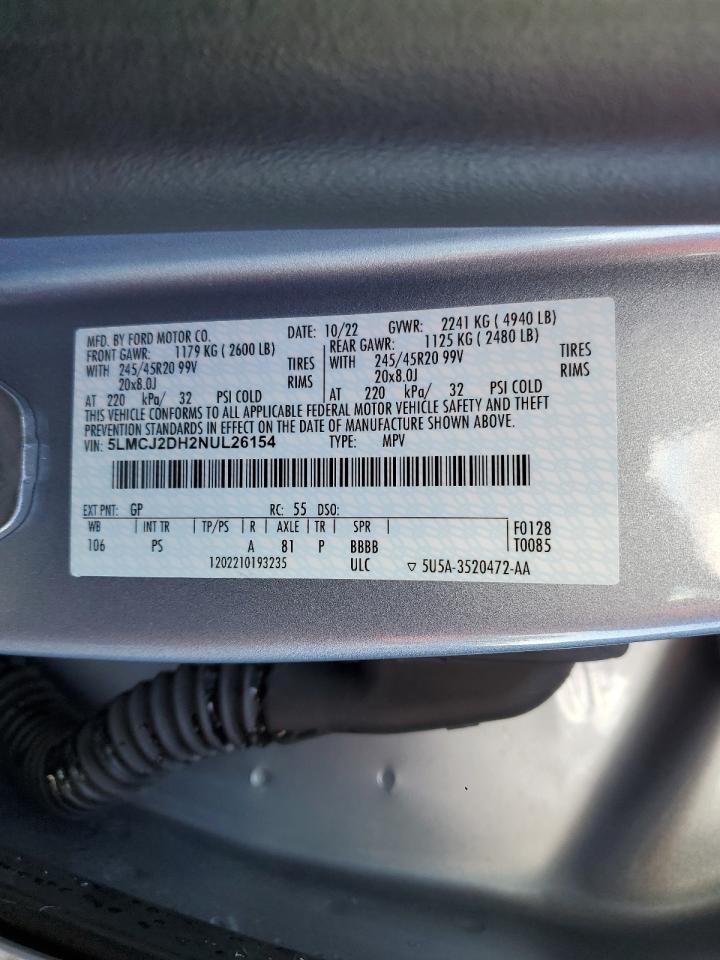 MFD. BY FORD MOTOR CO. DATE: 10/22 GVWR: 2241 KG ( 4940 LB)
FRONT GAWR: 1179 KG ( 2600 LB) REAR GAWR: 1125 KG ( 2480 LB)
WITH 245/45R20 99V TIRES WITH 245/45R20 99V TIRES
20x8.0J RIMS 20x8.0J RIMS
AT 220 kPa/ 32 PSI COLD AT 220 kPa/ 32 PSI COLD
THIS VEHICLE CONFORMS TO ALL APPLICABLE FEDERAL MOTOR VEHICLE SAFETY AND THEFT
PREVENTION STANDARDS IN EFFECT ON THE DATE OF MANUFACTURE SHOWN ABOVE.
VIN: 5LMCJ2DH2NUL26154 TYPE: MPV
EXT PNT: GP RC: 55 DSO:
WB | INT TR | TP/PS | R | AXLE | TR | SPR F0128
106 PS A 81 P BBBB T0085
1202210193235 ULC ▽ 5U5A-3520472-AA